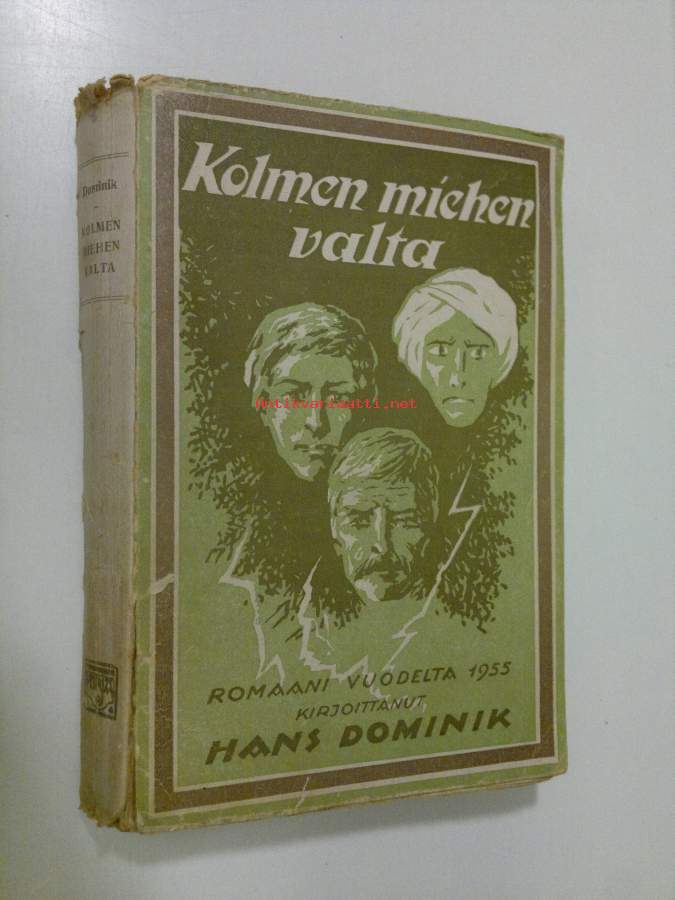 Dominik
KOLMEN
MIEHEN
VALTA
Kolmen miehen
valta
antikvariaatti.net
ROMAANI VUODELTA 1955
KIRJOITTANUT
HANS DOMINIK